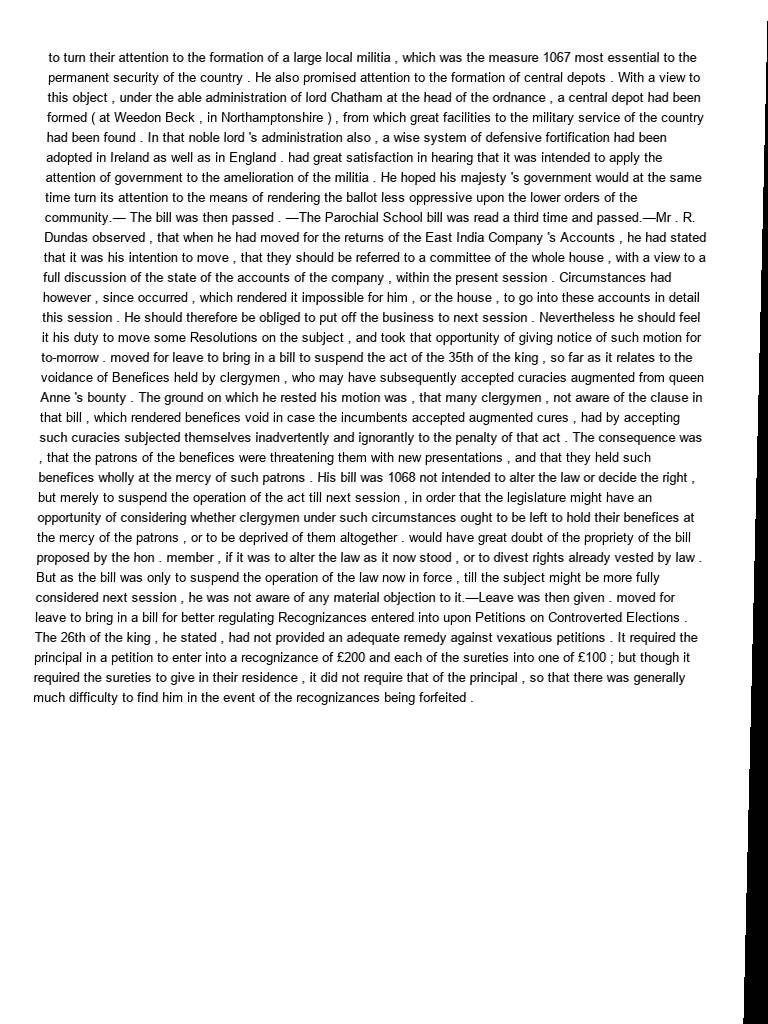 to turn their attention to the formation of a large local militia , which was the measure 1067 most essential to the
permanent security of the country . He also promised attention to the formation of central depots . With a view to
this object , under the able administration of lord Chatham at the head of the ordnance , a central depot had been
formed ( at Weedon Beck , in Northamptonshire ) , from which great facilities to the military service of the country
had been found . In that noble lord 's administration also , a wise system of defensive fortification had been
adopted in Ireland as well as in England . had great satisfaction in hearing that it was intended to apply the
attention of government to the amelioration of the militia . He hoped his majesty 's government would at the same
time turn its attention to the means of rendering the ballot less oppressive upon the lower orders of the
community.— The bill was then passed . —The Parochial School bill was read a third time and passed.—Mr . R.
Dundas observed , that when he had moved for the returns of the East India Company 's Accounts , he had stated
that it was his intention to move , that they should be referred to a committee of the whole house , with a view to a
full discussion of the state of the accounts of the company , within the present session . Circumstances had
however , since occurred , which rendered it impossible for him , or the house , to go into these accounts in detail
this session . He should therefore be obliged to put off the business to next session . Nevertheless he should feel
it his duty to move some Resolutions on the subject , and took that opportunity of giving notice of such motion for
to-morrow . moved for leave to bring in a bill to suspend the act of the 35th of the king , so far as it relates to the
voidance of Benefices held by clergymen , who may have subsequently accepted curacies augmented from queen
Anne 's bounty . The ground on which he rested his motion was , that many clergymen , not aware of the clause in
that bill , which rendered benefices void in case the incumbents accepted augmented cures , had by accepting
such curacies subjected themselves inadvertently and ignorantly to the penalty of that act . The consequence was
, that the patrons of the benefices were threatening them with new presentations , and that they held such
benefices wholly at the mercy of such patrons . His bill was 1068 not intended to alter the law or decide the right ,
but merely to suspend the operation of the act till next session , in order that the legislature might have an
opportunity of considering whether clergymen under such circumstances ought to be left to hold their benefices at
the mercy of the patrons , or to be deprived of them altogether . would have great doubt of the propriety of the bill
proposed by the hon . member , if it was to alter the law as it now stood , or to divest rights already vested by law .
But as the bill was only to suspend the operation of the law now in force , till the subject might be more fully
considered next session , he was not aware of any material objection to it.—Leave was then given . moved for
leave to bring in a bill for better regulating Recognizances entered into upon Petitions on Controverted Elections .
The 26th of the king , he stated , had not provided an adequate remedy against vexatious petitions . It required the
principal in a petition to enter into a recognizance of £200 and each of the sureties into one of £100 ; but though it
required the sureties to give in their residence , it did not require that of the principal , so that there was generally
much difficulty to find him in the event of the recognizances being forfeited .